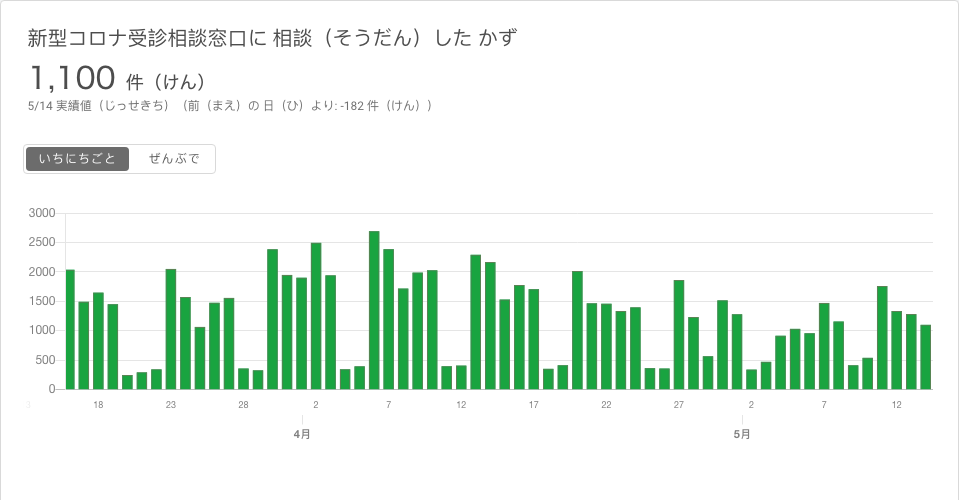 新型コロナ受診相談窓口に 相談（そうだん）した かず
1,100 件（けん）
5/14 実績値（じっせきち）（前（まえ）の 日（ひ）より: -182 件（けん））
いちにちごと ぜんぶで
3000
2500
2000
1500
1000
500
0
18 23 28 2 7 12 17 22 27 2 7 12
4月 5月